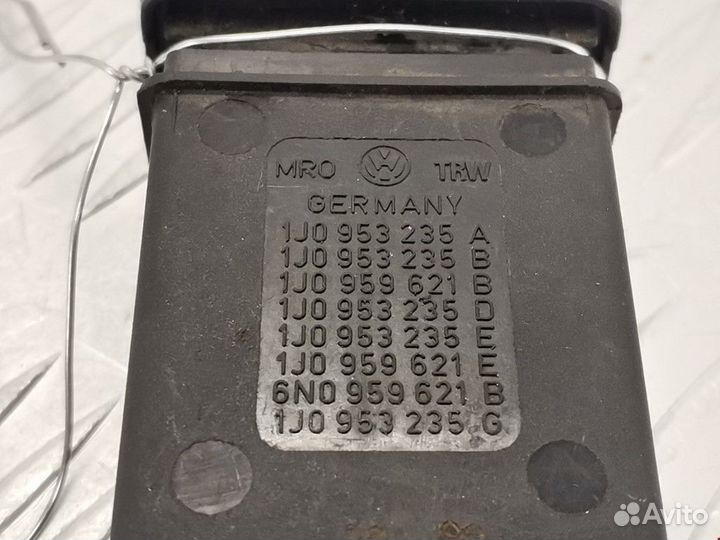 MRO VW TRW
GERMANY
1J0 953 235 A
1J0 953 235 B
1J0 959 621 B
1J0 953 235 D
1J0 953 235 E
1J0 959 621 E
6N0 959 621 B
1J0 953 235 G
Avito